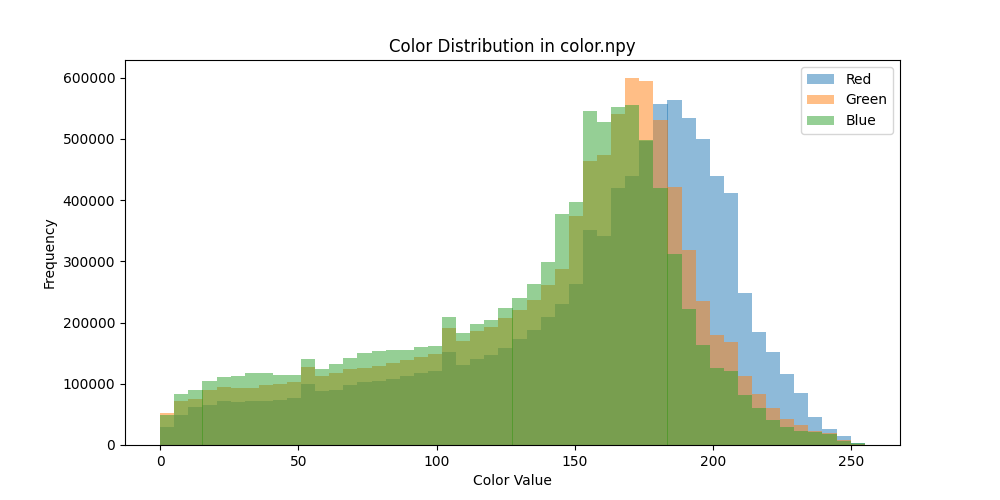 Color Distribution in color.npy
Red
Green
Blue
Frequency
600000
500000
400000
300000
200000
100000
0
0 50 100 150 200 250
Color Value